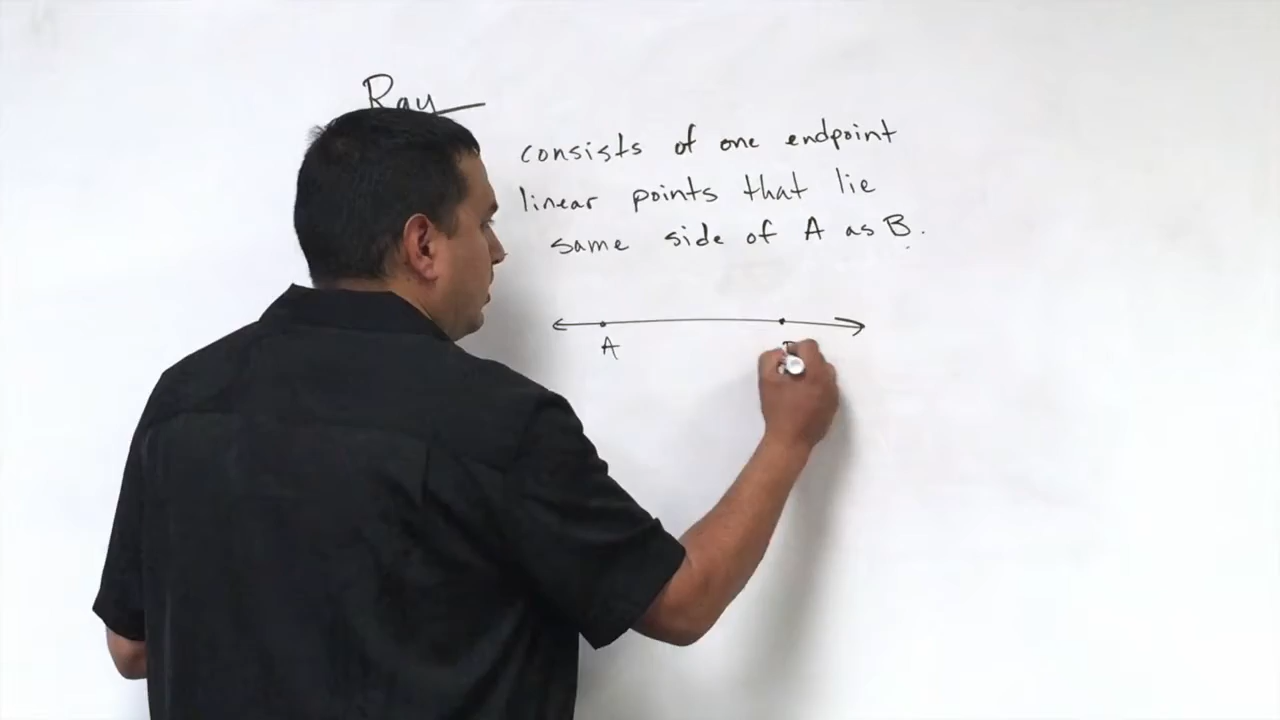 Ray
consists of one endpoint
linear points that lie
same side of A as B.
A